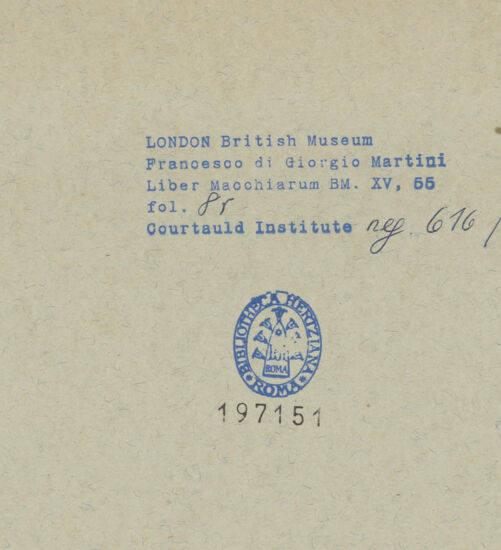 LONDON British Museum
Francesco di Giorgio Martini
Liber Macchiarum BM. XV, 55
fol. 8r
Courtauld Institute neg. 616 /
BIBLIOTHECA HERTZIANA
ROMA
ROMA
197151